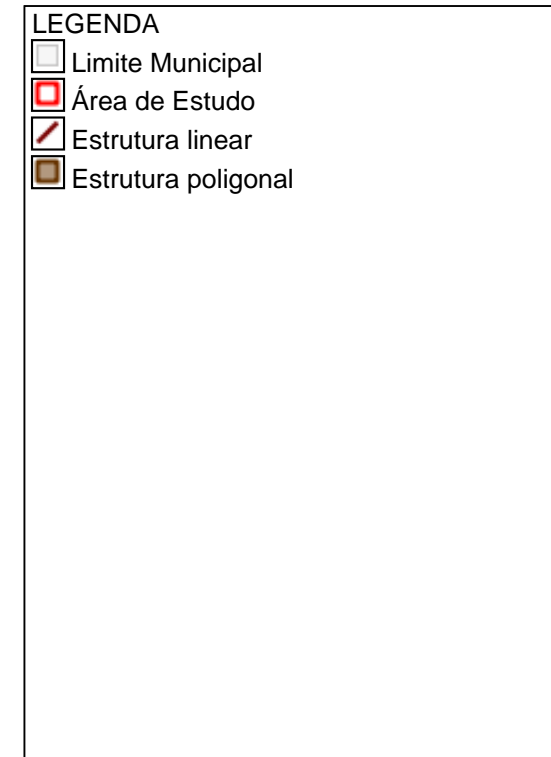 LEGENDA
Limite Municipal
Área de Estudo
Estrutura linear
Estrutura poligonal